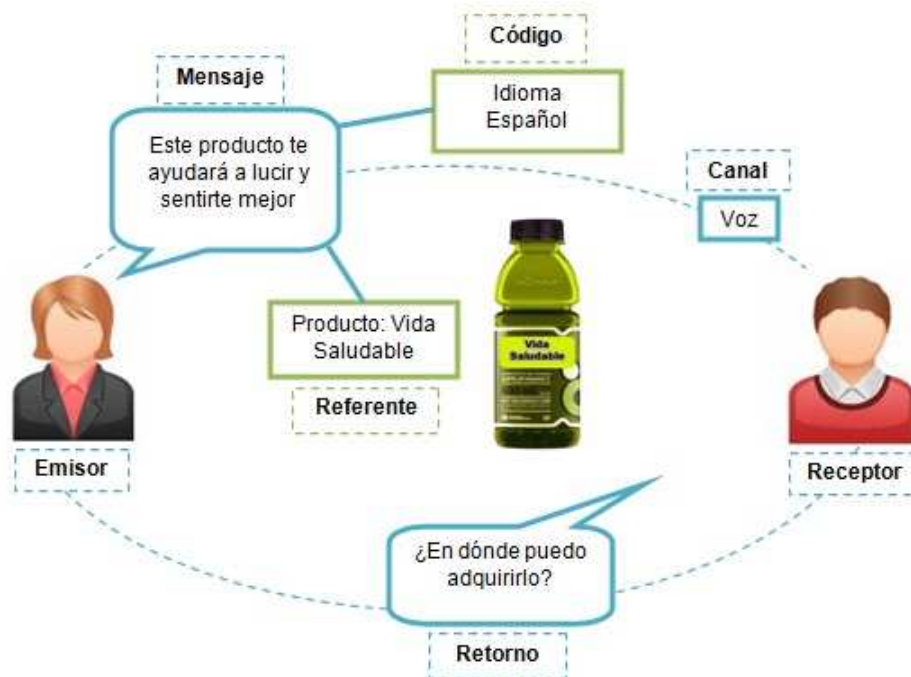 Código
Idioma
Español
Mensaje
Este producto te
ayudará a lucir y
sentirte mejor
Canal
Voz
Producto: Vida
Saludable
Referente
Vida
Saludable
Emisor
Receptor
¿En dónde puedo
adquirirlo?
Retorno